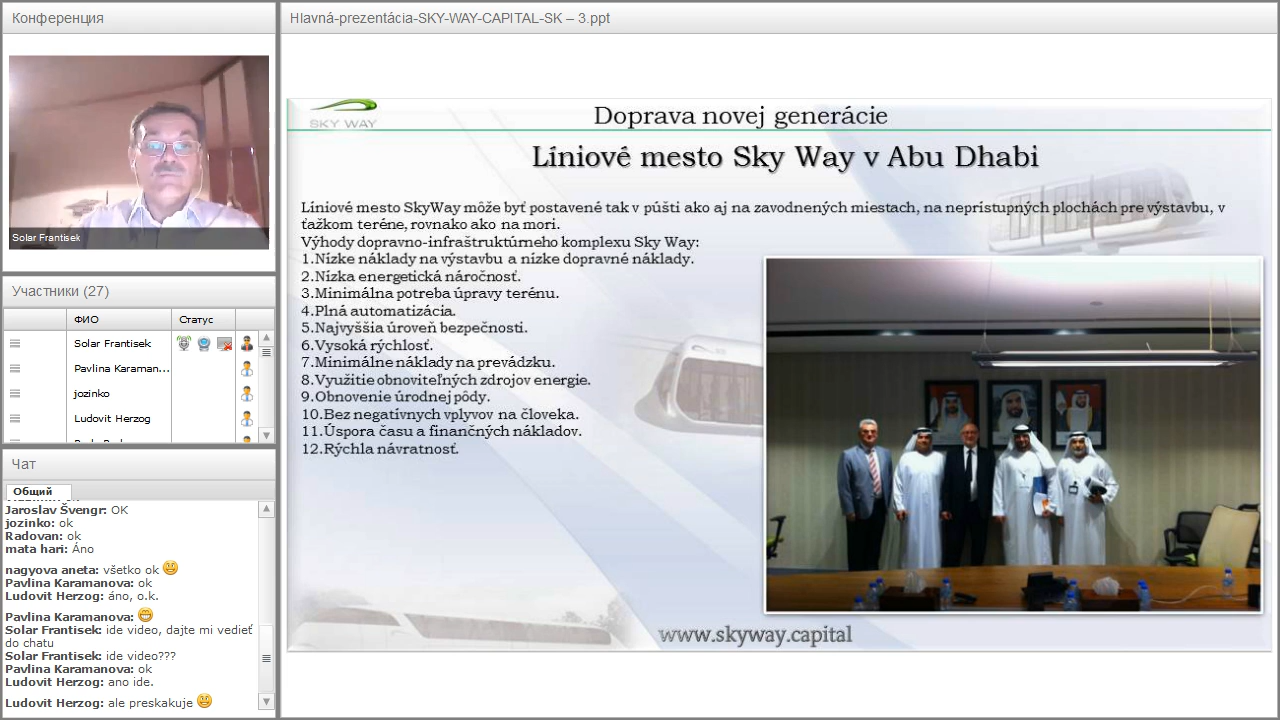 Конференция
Solar Frantisek
Участники (27)
ФИО
Статус
Solar Frantisek
Pavlina Karaman...
jozinko
Ludovit Herzog
Чат
Общий
Jaroslav Švengr: OK
jozinko: ok
Radovan: ok
mata hari: Áno
nagyova aneta: všetko ok
Pavlina Karamanova: ok
Ludovit Herzog: áno, o.k.
Pavlina Karamanova:
Solar Frantisek: ide video, dajte mi vedieť
do chatu
Solar Frantisek: ide video???
Pavlina Karamanova: ok
Ludovit Herzog: ano ide.
Ludovit Herzog: ale preskakuje
Hlavná-prezentácia-SKY-WAY-CAPITAL-SK – 3.ppt
SKY WAY
Doprava novej generácie
Líniové mesto Sky Way v Abu Dhabi
Líniové mesto SkyWay môže byť postavené tak v púšti ako aj na zavodnených miestach, na neprístupných plochách pre výstavbu, v
ťažkom teréne, rovnako ako na mori.
Výhody dopravno-infraštruktúrneho komplexu Sky Way:
1.Nízke náklady na výstavbu a nízke dopravné náklady.
2.Nízka energetická náročnosť.
3.Minimálna potreba úpravy terénu.
4.Plná automatizácia.
5.Najvyššia úroveň bezpečnosti.
6.Vysoká rýchlosť.
7.Minimálne náklady na prevádzku.
8.Využitie obnoviteľných zdrojov energie.
9.Obnovenie úrodnej pôdy.
10.Bez negatívnych vplyvov na človeka.
11.Úspora času a finančných nákladov.
12.Rýchla návratnosť.
www.skyway.capital